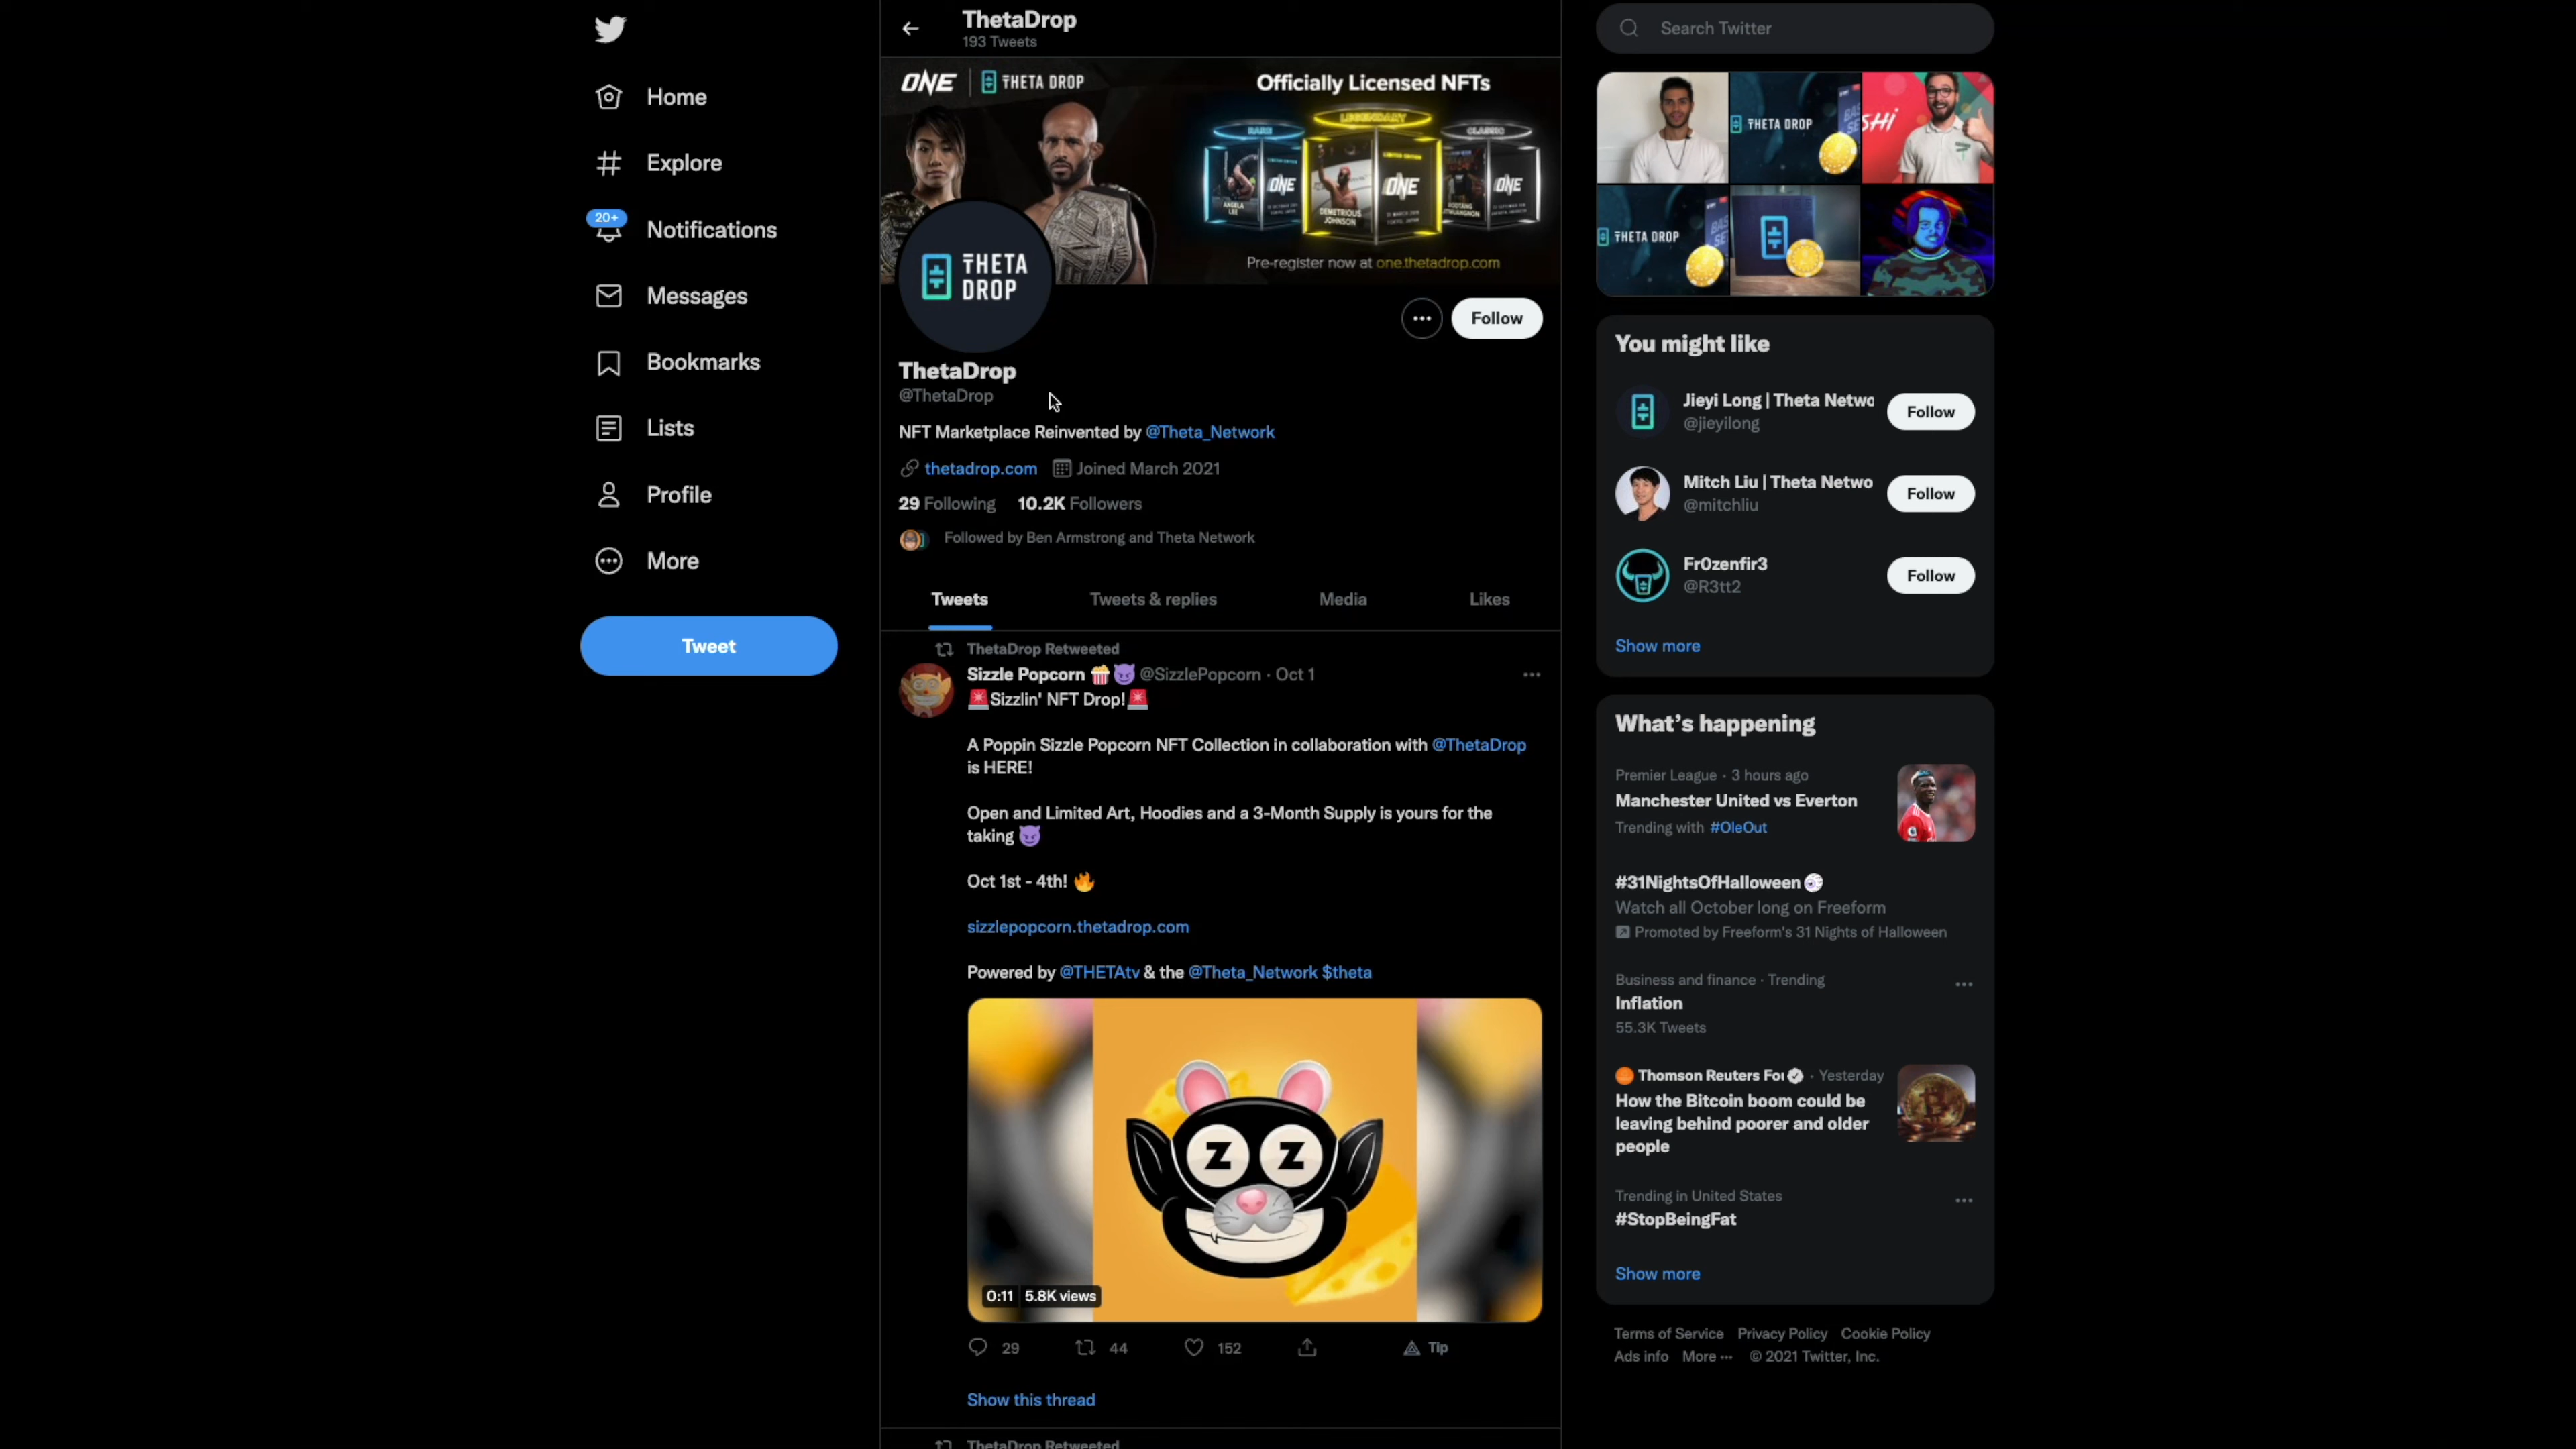 Home
Explore
20+
Notifications
Messages
Bookmarks
Lists
Profile
More
Tweet
ThetaDrop
193 Tweets
ONE | THETA DROP
Officially Licensed NFTs
RARE
LEGENDARY
CLASSIC
ONE
ONE
ONE
ANGELA
LEE
DEMETRIOUS
JOHNSON
Pre-register now at one.thetadrop.com
THETA
DROP
Follow
ThetaDrop
@ThetaDrop
NFT Marketplace Reinvented by @Theta_Network
thetadrop.com Joined March 2021
29 Following 10.2K Followers
Followed by Ben Armstrong and Theta Network
Tweets Tweets & replies Media Likes
ThetaDrop Retweeted
Sizzle Popcorn 🍿😈 @SizzlePopcorn · Oct 1
🚨Sizzlin' NFT Drop!🚨
A Poppin Sizzle Popcorn NFT Collection in collaboration with @ThetaDrop
is HERE!
Open and Limited Art, Hoodies and a 3-Month Supply is yours for the
taking 😈
Oct 1st - 4th! 🔥
sizzlepopcorn.thetadrop.com
Powered by @THETAtv & the @Theta_Network $theta
Z Z
0:11 5.8K views
29 44 152 Tip
Show this thread
ThetaDrop Retweeted
Search Twitter
THETA DROP
SHI
THETA DROP
You might like
Jieyi Long | Theta Netwo
@jieyilong
Follow
Mitch Liu | Theta Netwo
@mitchliu
Follow
Fr0zenfir3
@R3tt2
Follow
Show more
What's happening
Premier League · 3 hours ago
Manchester United vs Everton
Trending with #OleOut
#31NightsOfHalloween
Watch all October long on Freeform
Promoted by Freeform's 31 Nights of Halloween
Business and finance · Trending
Inflation
55.3K Tweets
Thomson Reuters Fou · Yesterday
How the Bitcoin boom could be
leaving behind poorer and older
people
Trending in United States
#StopBeingFat
Show more
Terms of Service Privacy Policy Cookie Policy
Ads info More ··· © 2021 Twitter, Inc.